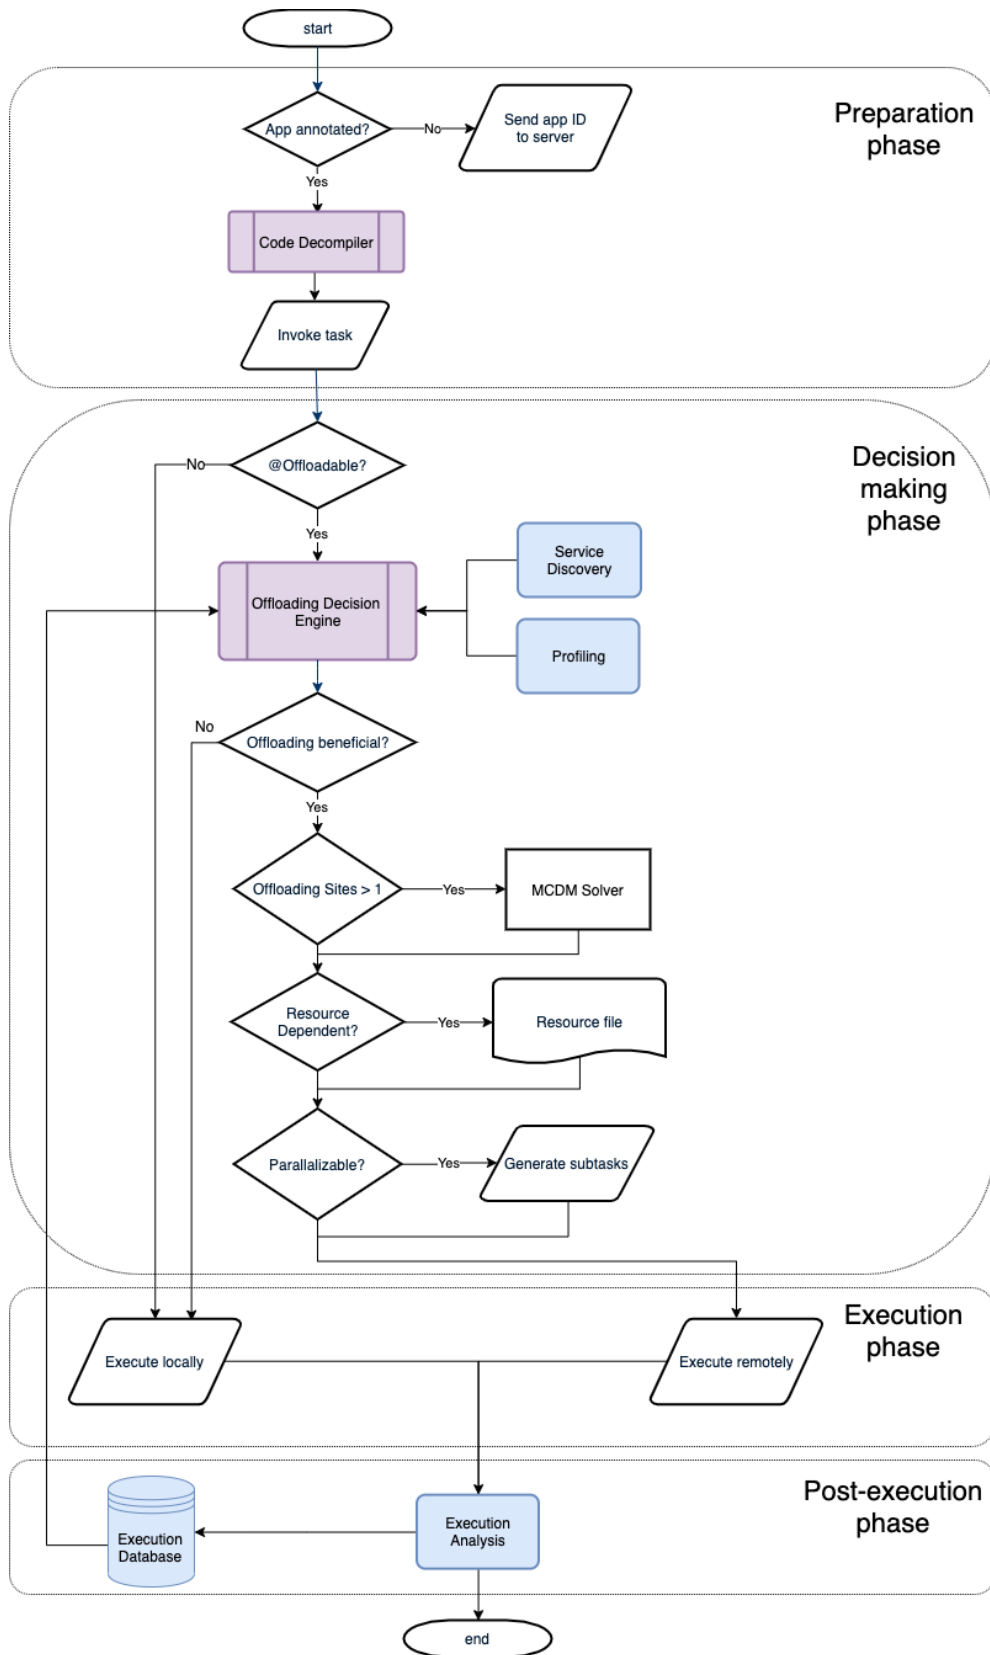 start
Preparation
phase
App annotated?
No
Send app ID
to server
Yes
Code Decompiler
Invoke task
Decision
making
phase
@Offloadable?
No
Yes
Service
Discovery
Offloading Decision
Engine
Profiling
No
Offloading beneficial?
Yes
Offloading Sites > 1
Yes
MCDM Solver
Resource
Dependent?
Yes
Resource file
Parallalizable?
Yes
Generate subtasks
Execution
phase
Execute locally
Execute remotely
Post-execution
phase
Execution
Database
Execution
Analysis
end